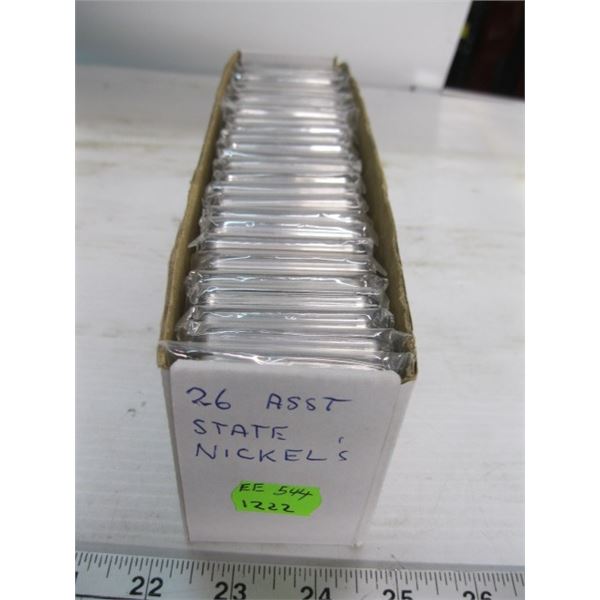 26 ASST
STATE
NICKEL'S
EE 544
1222
22 23 24 25 26